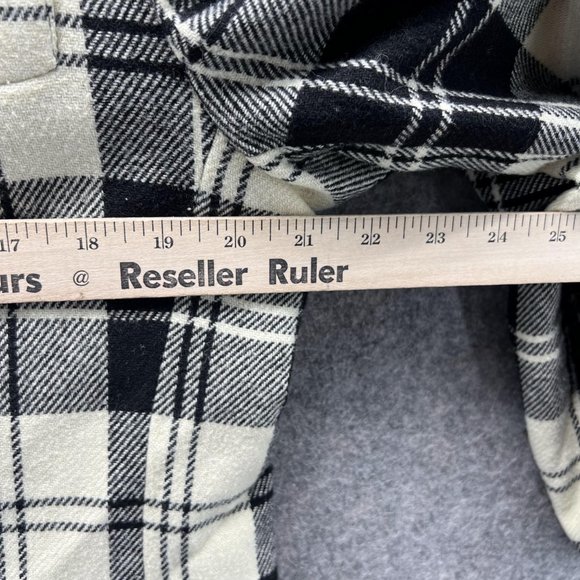 17 18 19 20 21 22 23 24 25
urs @ Reseller Ruler